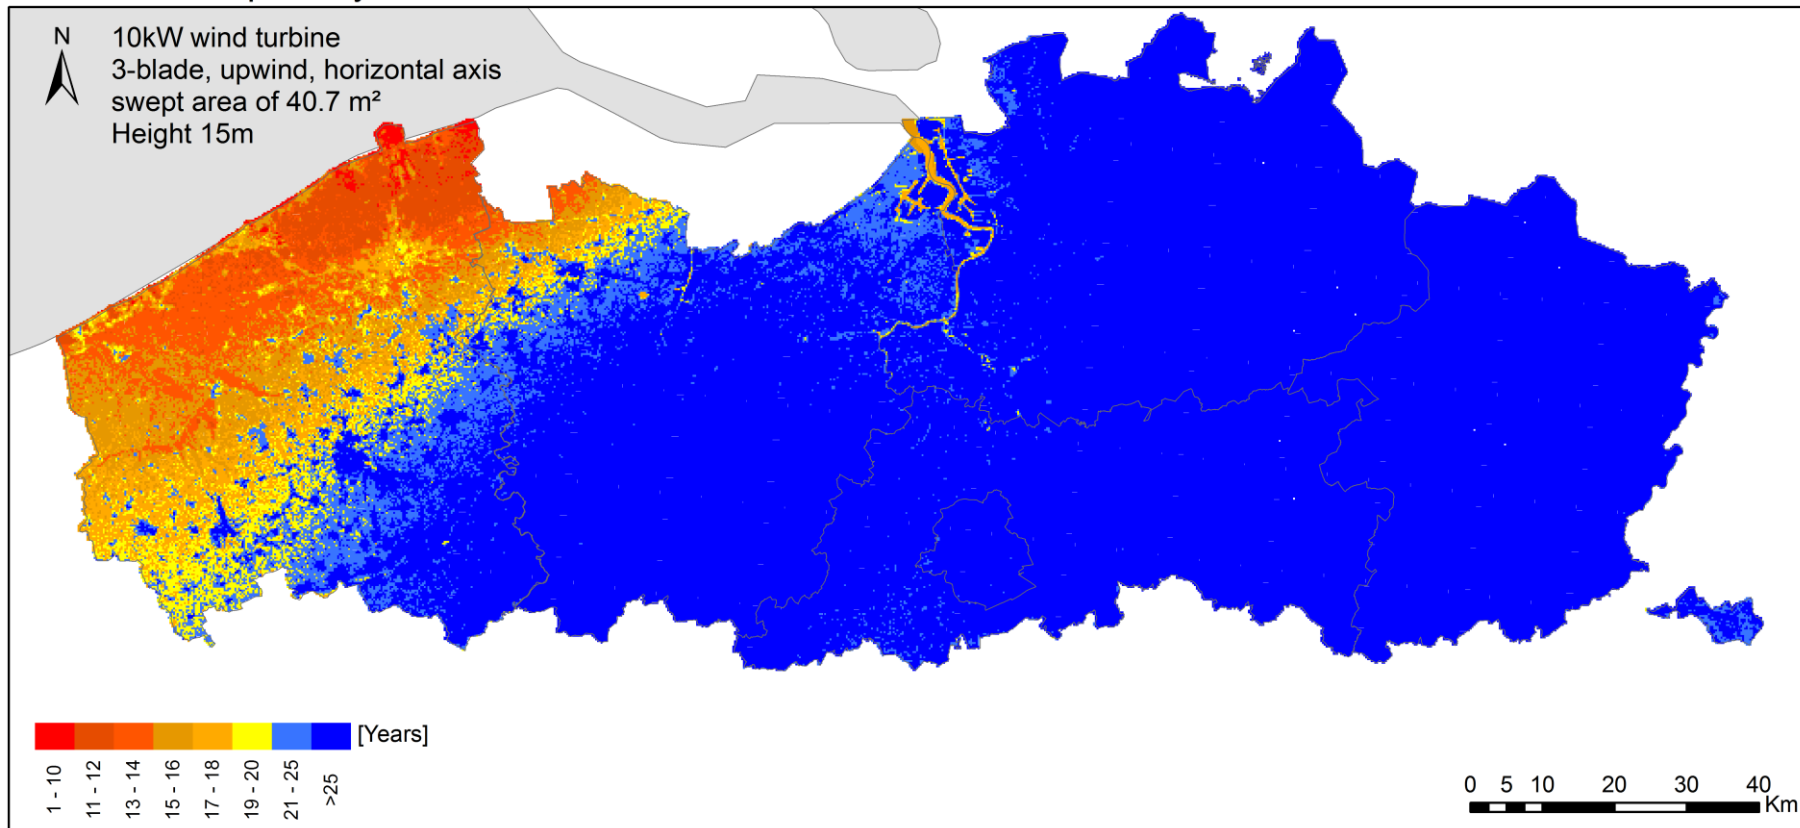 N
10kW wind turbine
3-blade, upwind, horizontal axis
swept area of 40.7 m²
Height 15m
[Years]
1 - 10
11 - 12
13 - 14
15 - 16
17 - 18
19 - 20
21 - 25
>25
0 5 10 20 30 40
Km